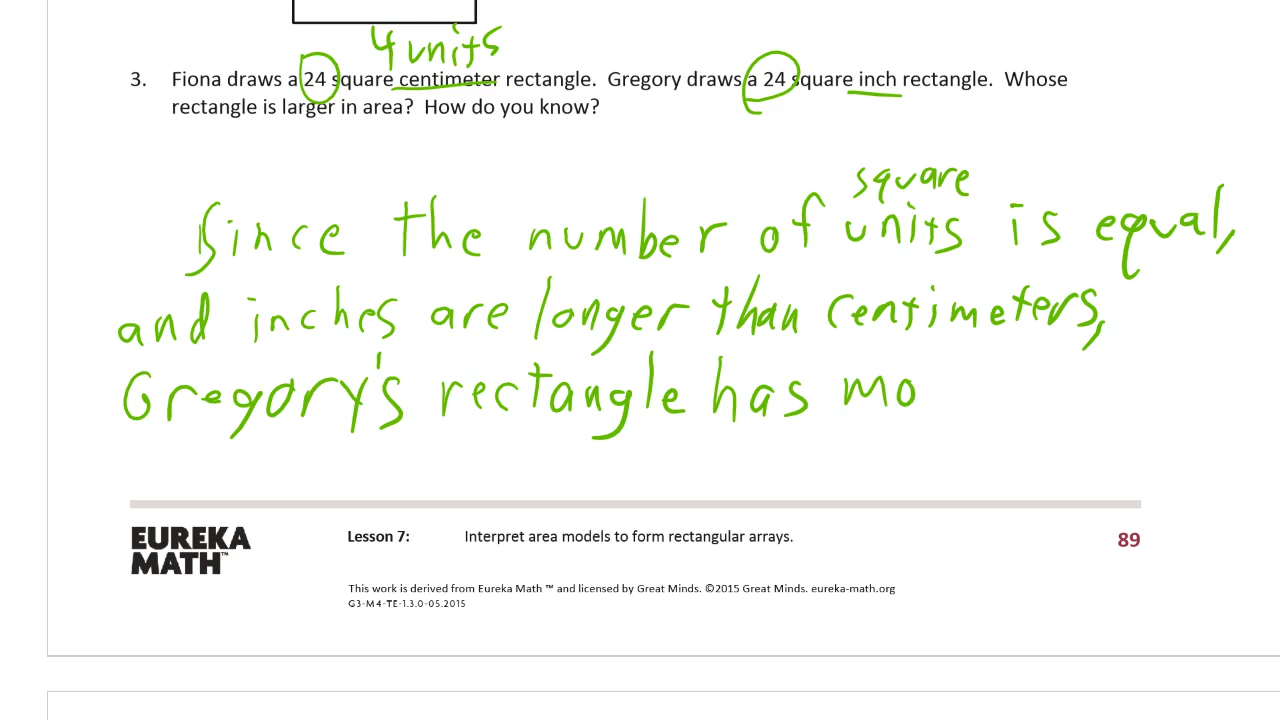 4 units
3. Fiona draws a 24 square centimeter rectangle. Gregory draws a 24 square inch rectangle. Whose
rectangle is larger in area? How do you know?
square
Since the number of units is equal,
and inches are longer than centimeters,
Gregory's rectangle has mo
EUREKA
MATH™
Lesson 7: Interpret area models to form rectangular arrays.
89
This work is derived from Eureka Math ™ and licensed by Great Minds. ©2015 Great Minds. eureka-math.org
G3-M4-TE-1.3.0-05.2015